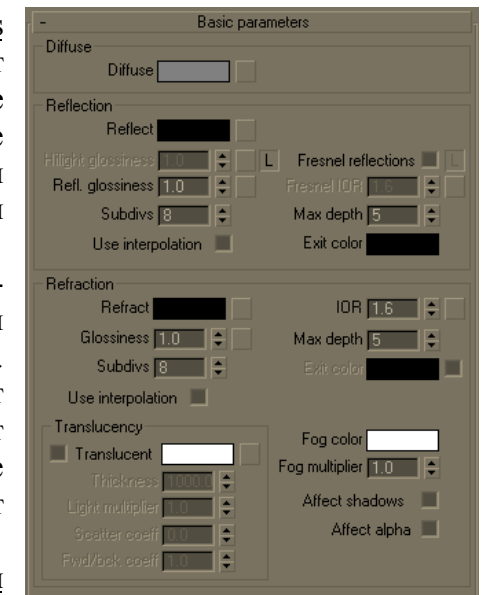 - Basic parameters
Diffuse
Diffuse
Reflection
Reflect
Hilight glossiness 1.0 L Fresnel reflections L
Refl. glossiness 1.0 Fresnel IOR 1.6
Subdivs 8 Max depth 5
Use interpolation Exit color
Refraction
Refract IOR 1.6
Glossiness 1.0 Max depth 5
Subdivs 8 Exit color
Use interpolation
Translucency
Translucent Fog color
Thickness 1000.0 Fog multiplier 1.0
Light multiplier 1.0 Affect shadows
Scatter coeff 0.0 Affect alpha
Fwd/bck coeff 1.0